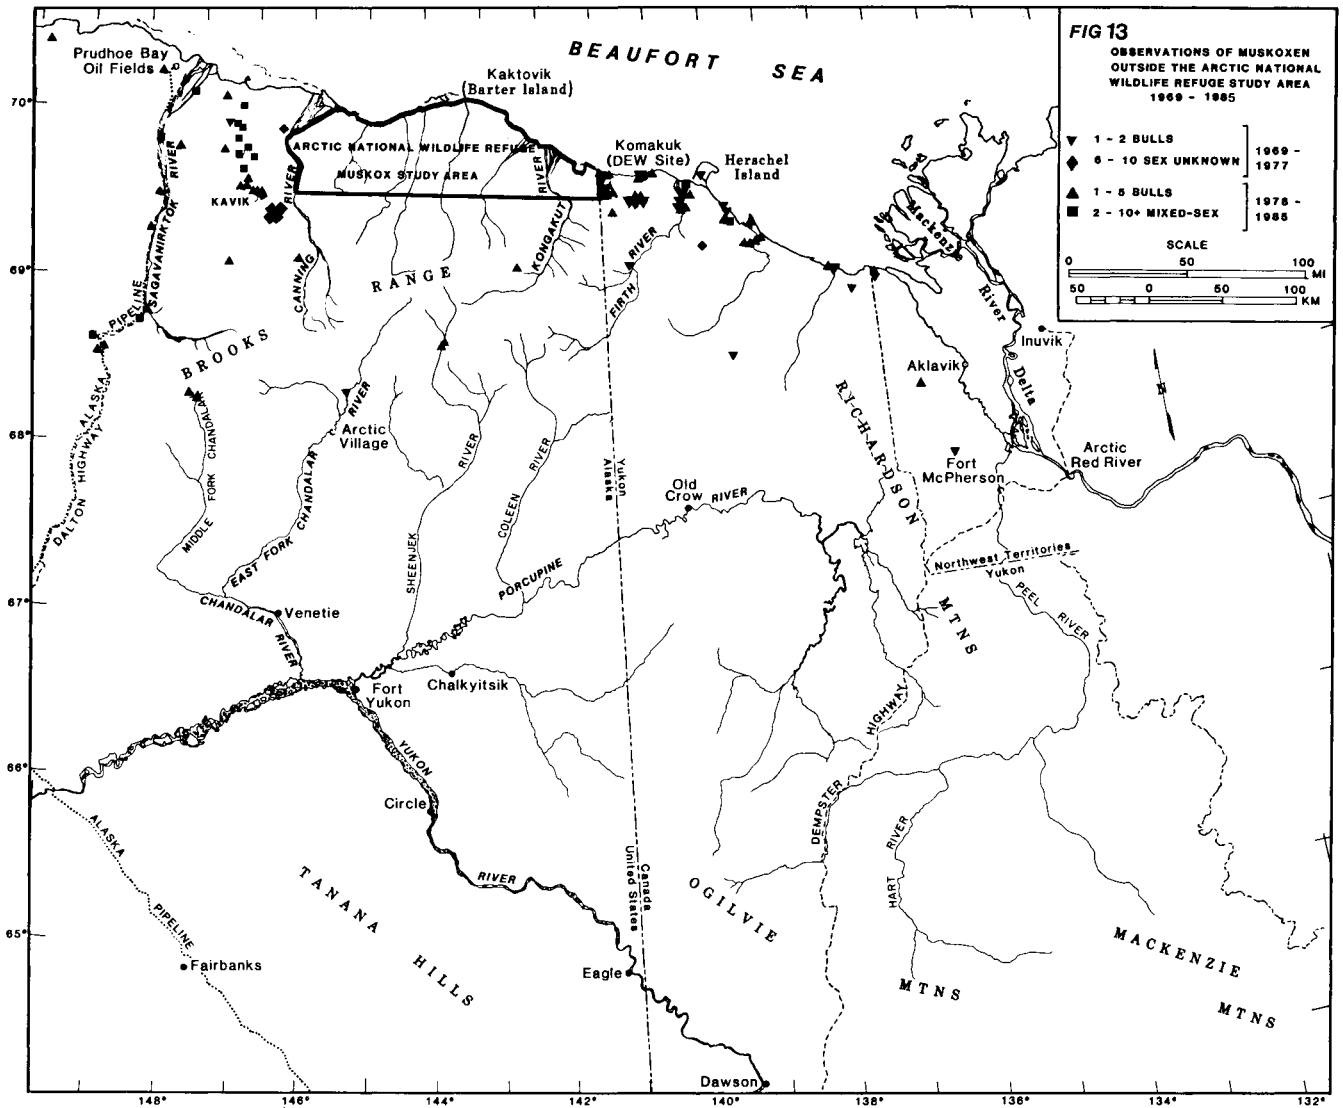 BEAUFORT SEA
FIG 13
OBSERVATIONS OF MUSKOXEN
OUTSIDE THE ARCTIC NATIONAL
WILDLIFE REFUGE STUDY AREA
1969 - 1985
1 - 2 BULLS
6 - 10 SEX UNKNOWN
1969 -
1977
1 - 5 BULLS
2 - 10+ MIXED-SEX
1978 -
1985
SCALE
0 50 100
MI
50 0 50 100
KM
Prudhoe Bay
Oil Fields
Kaktovik
(Barter Island)
70°
ARCTIC NATIONAL WILDLIFE REFUGE
MUSKOX STUDY AREA
Komakuk
(DEW Site)
Herschel
Island
SAGAVANIRKTOK
RIVER
KAVIK
CANNING
RIVER
KONGAKUT
RIVER
FIRTH
RIVER
Mackenzi
River
Delta
69°
BROOKS
RANGE
PIPELINE
ALASKA
DALTON HIGHWAY
Inuvik
Aklavik
N
RICHARDSON
MTNS
Arctic
Village
68°
MIDDLE FORK CHANDALAR
EAST FORK CHANDALAR
RIVER
SHEENJEK
RIVER
COLEEN
RIVER
Yukon
Alaska
Old
Crow
RIVER
PORCUPINE
Fort
McPherson
Arctic
Red River
Northwest Territories
Yukon
PEEL RIVER
67°
CHANDALAR RIVER
Venetie
Fort
Yukon
Chalkyitsik
HIGHWAY
DEMPSTER
66°
YUKON
RIVER
Circle
ALASKA
PIPELINE
HART RIVER
Canada
United States
TANANA
HILLS
OGILVIE
MTNS
MACKENZIE
MTNS
65°
Fairbanks
Eagle
Dawson
148° 146° 144° 142° 140° 138° 136° 134° 132°